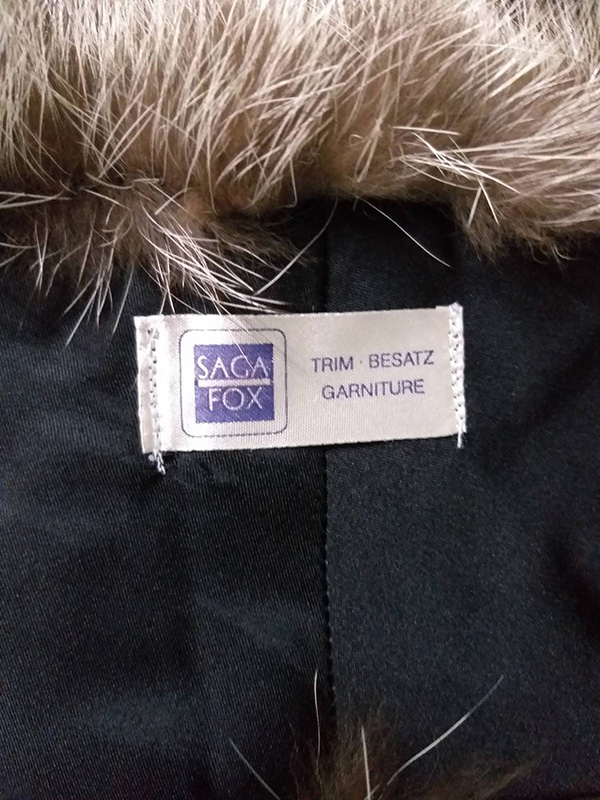 SAGA
FOX
TRIM · BESATZ
GARNITURE